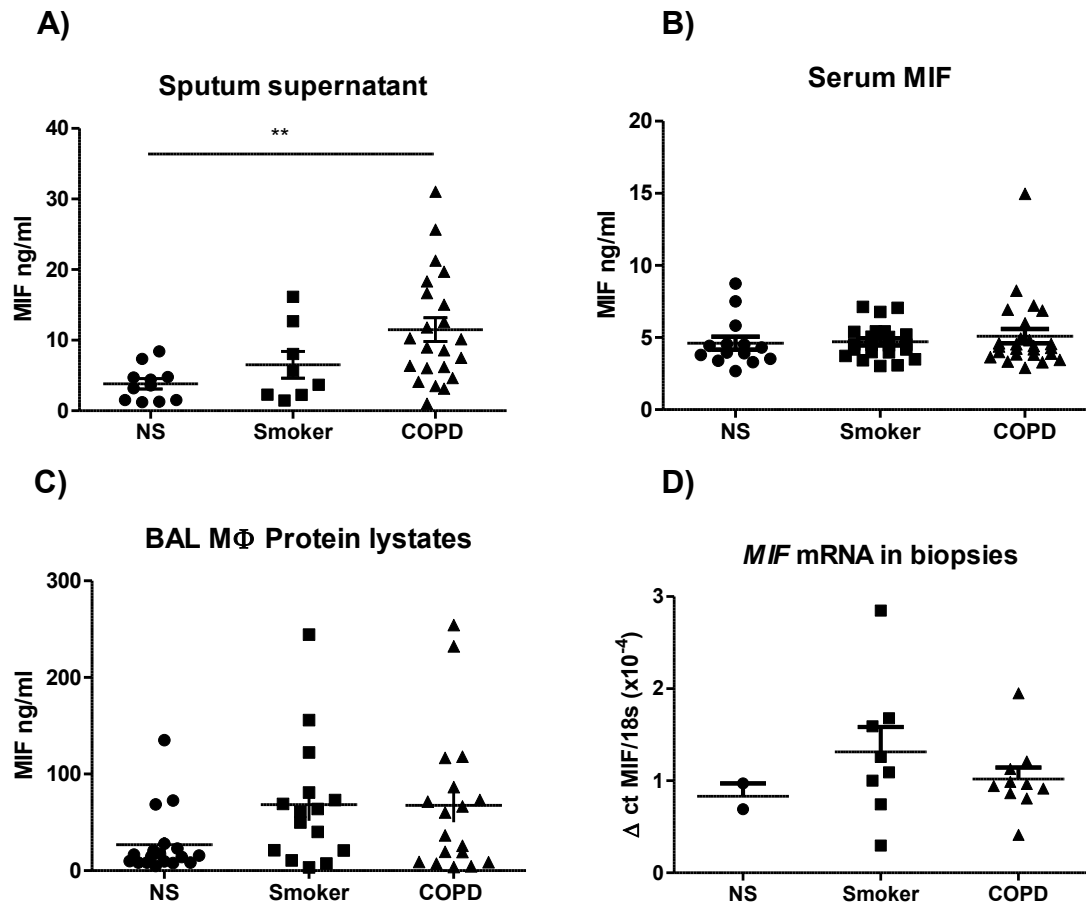 A)
Sputum supernatant
**
40
30
20
10
0
MIF ng/ml
NS Smoker COPD
B)
Serum MIF
20
15
10
5
0
MIF ng/ml
NS Smoker COPD
C)
BAL MΦ Protein lystates
300
200
100
0
MIF ng/ml
NS Smoker COPD
D)
MIF mRNA in biopsies
3
2
1
0
Δ ct MIF/18s (x10⁻⁴)
NS Smoker COPD